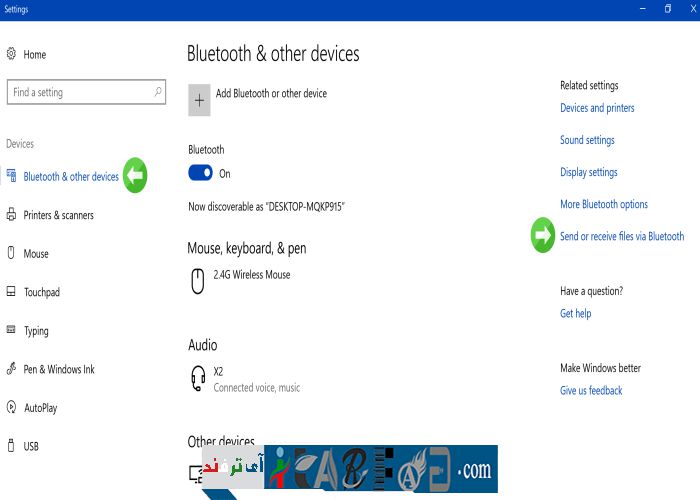 Settings
Home
Find a setting
Devices
Bluetooth & other devices
Printers & scanners
Mouse
Touchpad
Typing
Pen & Windows Ink
AutoPlay
USB
Bluetooth & other devices
Add Bluetooth or other device
Bluetooth
On
Now discoverable as "DESKTOP-MQKP915"
Mouse, keyboard, & pen
2.4G Wireless Mouse
Audio
X2
Connected voice, music
Other devices
Related settings
Devices and printers
Sound settings
Display settings
More Bluetooth options
Send or receive files via Bluetooth
Have a question?
Get help
Make Windows better
Give us feedback
آی ترفند
.com